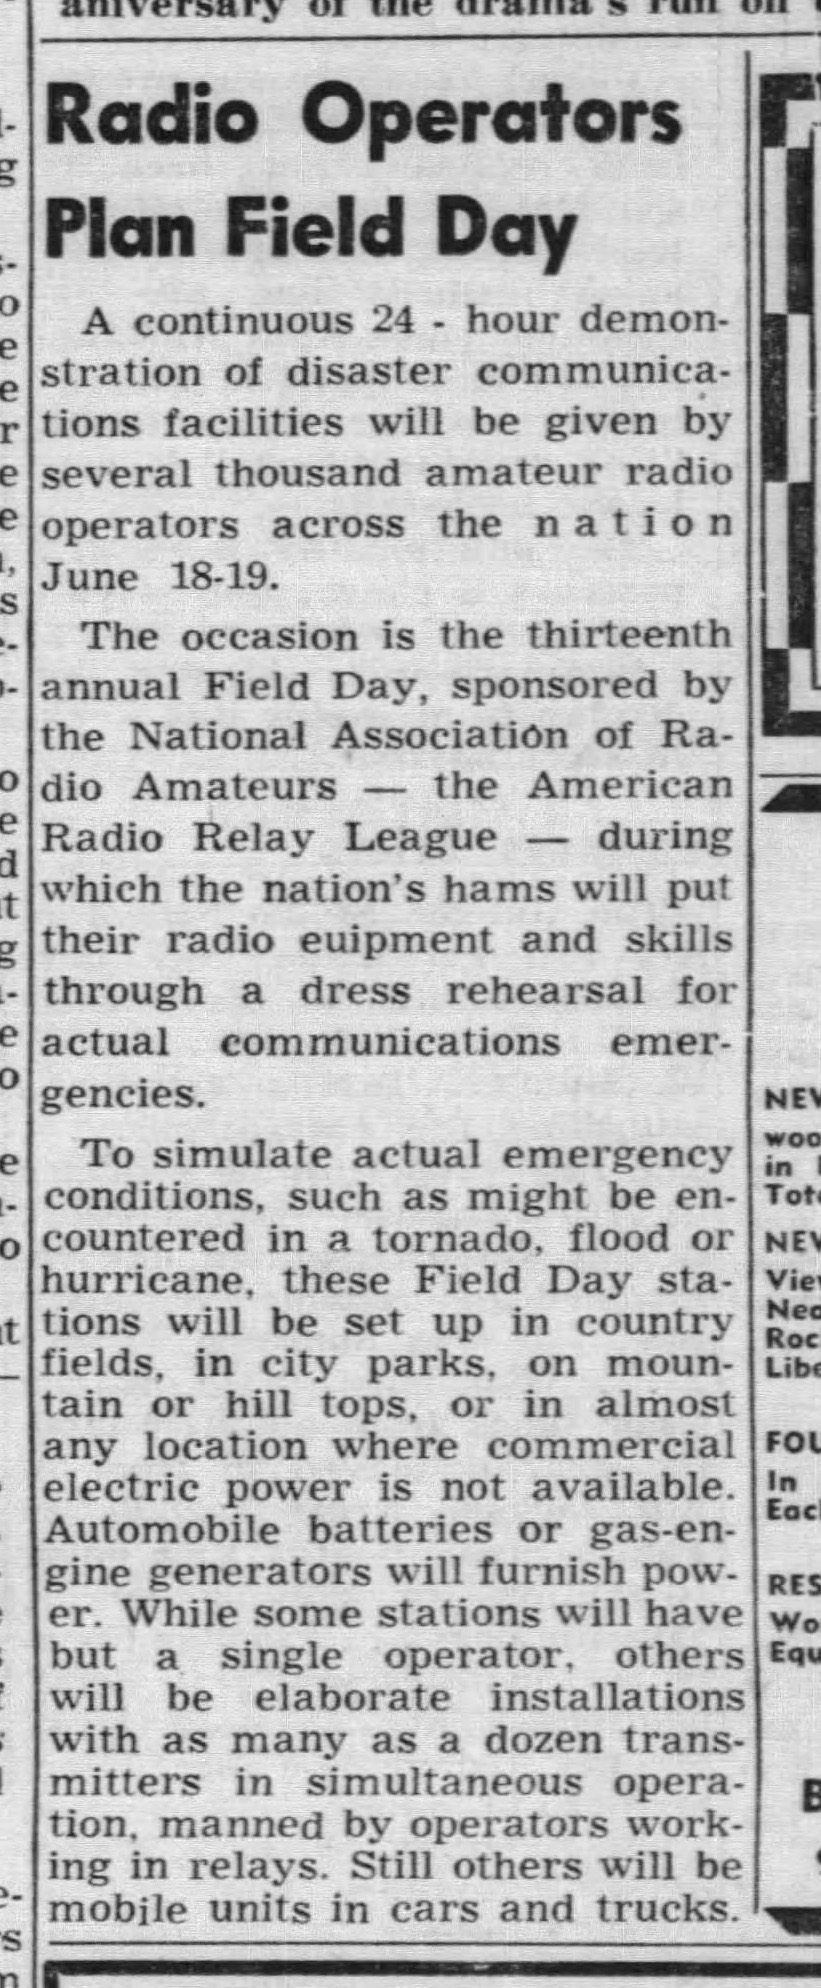 aniversary of the drama's run on
Radio Operators
Plan Field Day
A continuous 24 - hour demon-
stration of disaster communica-
tions facilities will be given by
several thousand amateur radio
operators across the nation
June 18-19.
The occasion is the thirteenth
annual Field Day, sponsored by
the National Association of Ra-
dio Amateurs — the American
Radio Relay League — during
which the nation's hams will put
their radio euipment and skills
through a dress rehearsal for
actual communications emer-
gencies.
To simulate actual emergency
conditions, such as might be en-
countered in a tornado, flood or
hurricane, these Field Day sta-
tions will be set up in country
fields, in city parks, on moun-
tain or hill tops, or in almost
any location where commercial
electric power is not available.
Automobile batteries or gas-en-
gine generators will furnish pow-
er. While some stations will have
but a single operator, others
will be elaborate installations
with as many as a dozen trans-
mitters in simultaneous opera-
tion, manned by operators work-
ing in relays. Still others will be
mobile units in cars and trucks.
in
In